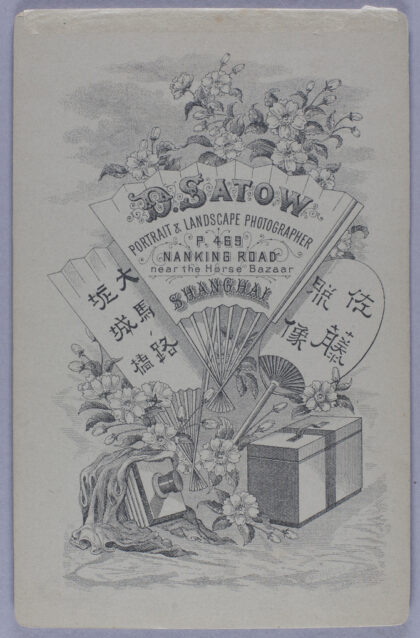 D. SATOW
PORTRAIT & LANDSCAPE PHOTOGRAPHER
P. 469
NANKING ROAD
near the Horse Bazaar
SHANGHAI
大馬路
坭城橋
佐藤
照像